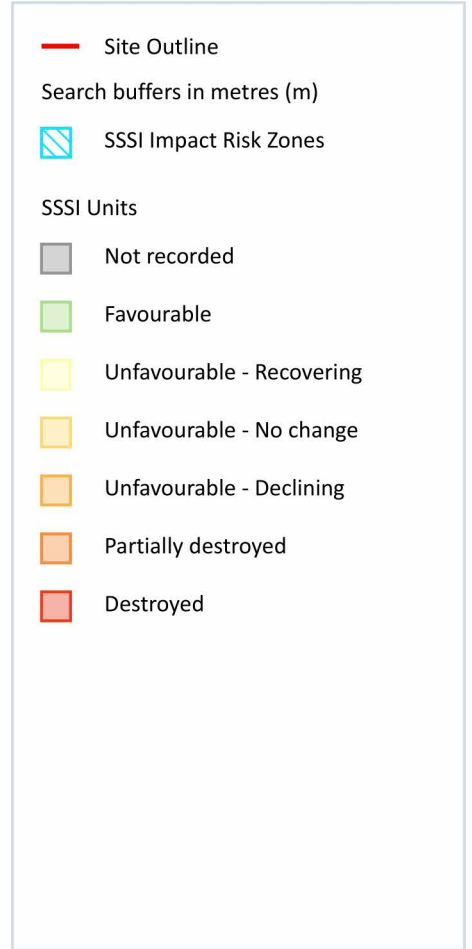 Site Outline
Search buffers in metres (m)
SSSI Impact Risk Zones
SSSI Units
Not recorded
Favourable
Unfavourable - Recovering
Unfavourable - No change
Unfavourable - Declining
Partially destroyed
Destroyed